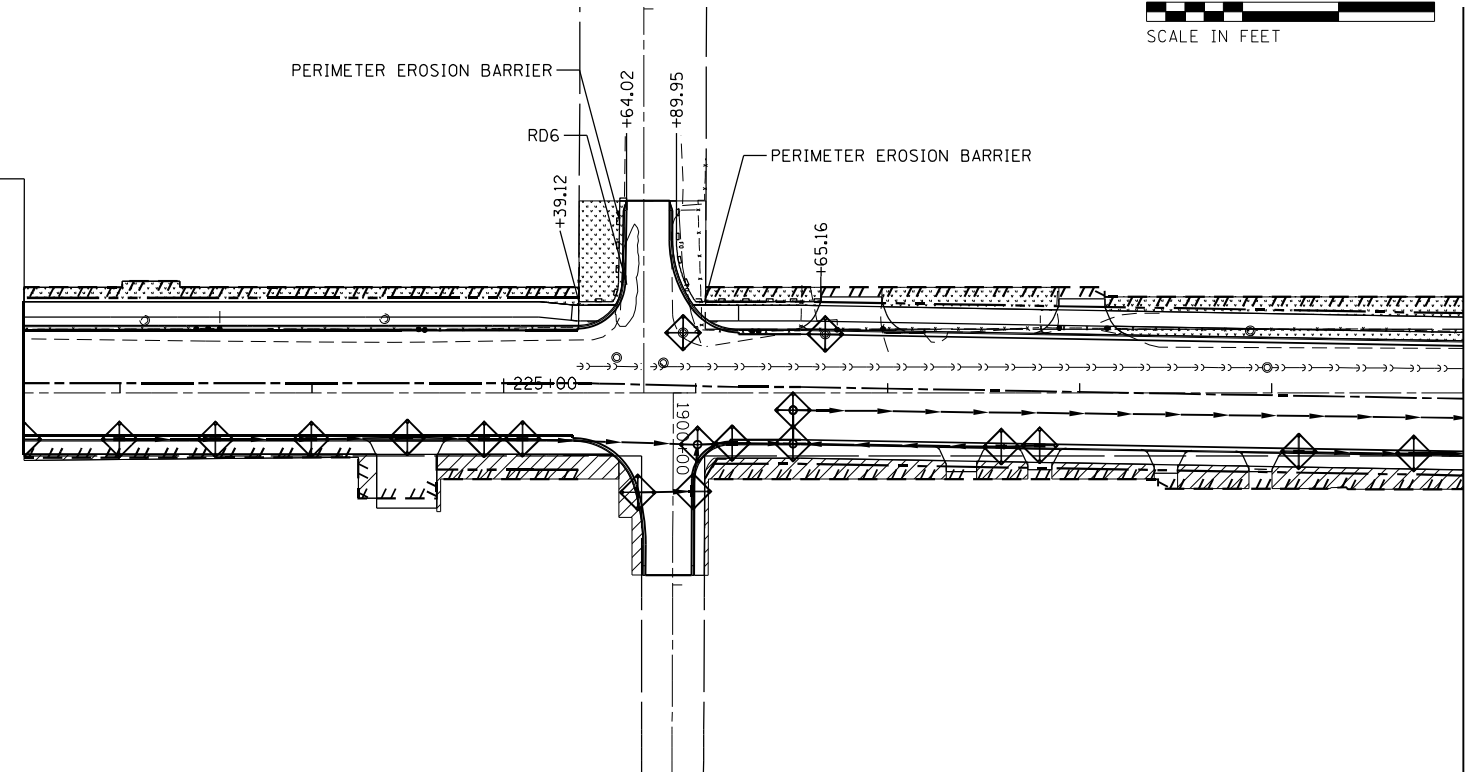 SCALE IN FEET
PERIMETER EROSION BARRIER
+64.02
+89.95
RD6
PERIMETER EROSION BARRIER
+39.12
+65.16
225+00
190+00